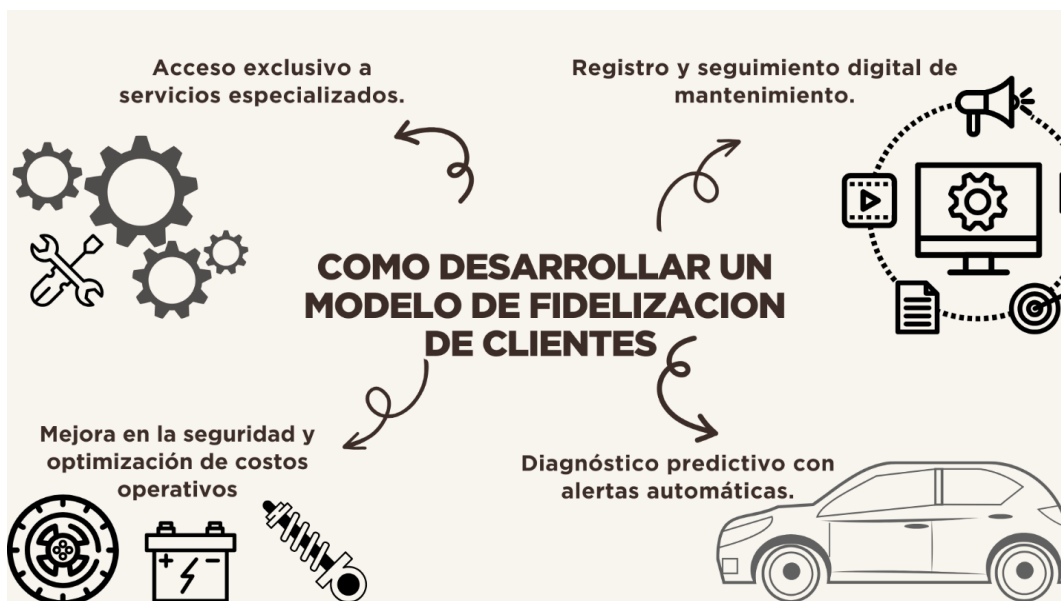 Acceso exclusivo a
servicios especializados.
Registro y seguimiento digital de
mantenimiento.
COMO DESARROLLAR UN
MODELO DE FIDELIZACION
DE CLIENTES
Mejora en la seguridad y
optimización de costos
operativos
Diagnóstico predictivo con
alertas automáticas.